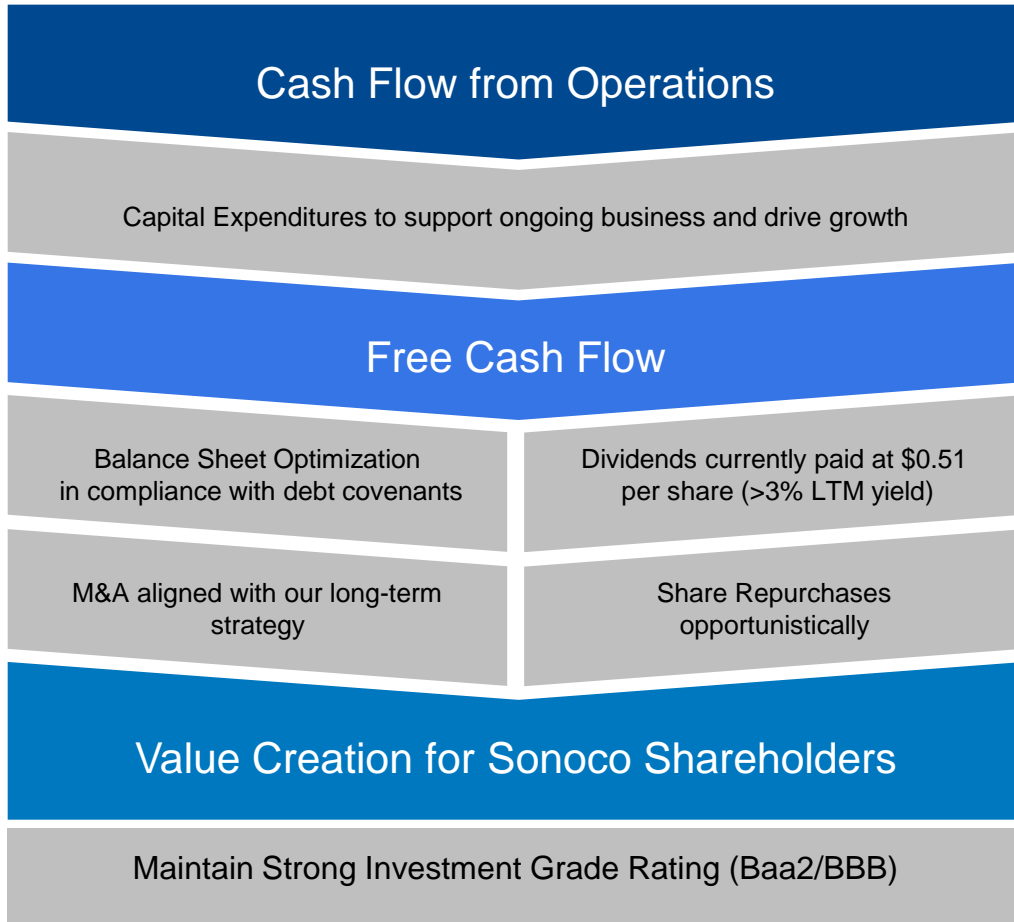 Cash Flow from Operations
Capital Expenditures to support ongoing business and drive growth
Free Cash Flow
Balance Sheet Optimization
in compliance with debt covenants
Dividends currently paid at $0.51
per share (>3% LTM yield)
M&A aligned with our long-term
strategy
Share Repurchases
opportunistically
Value Creation for Sonoco Shareholders
Maintain Strong Investment Grade Rating (Baa2/BBB)